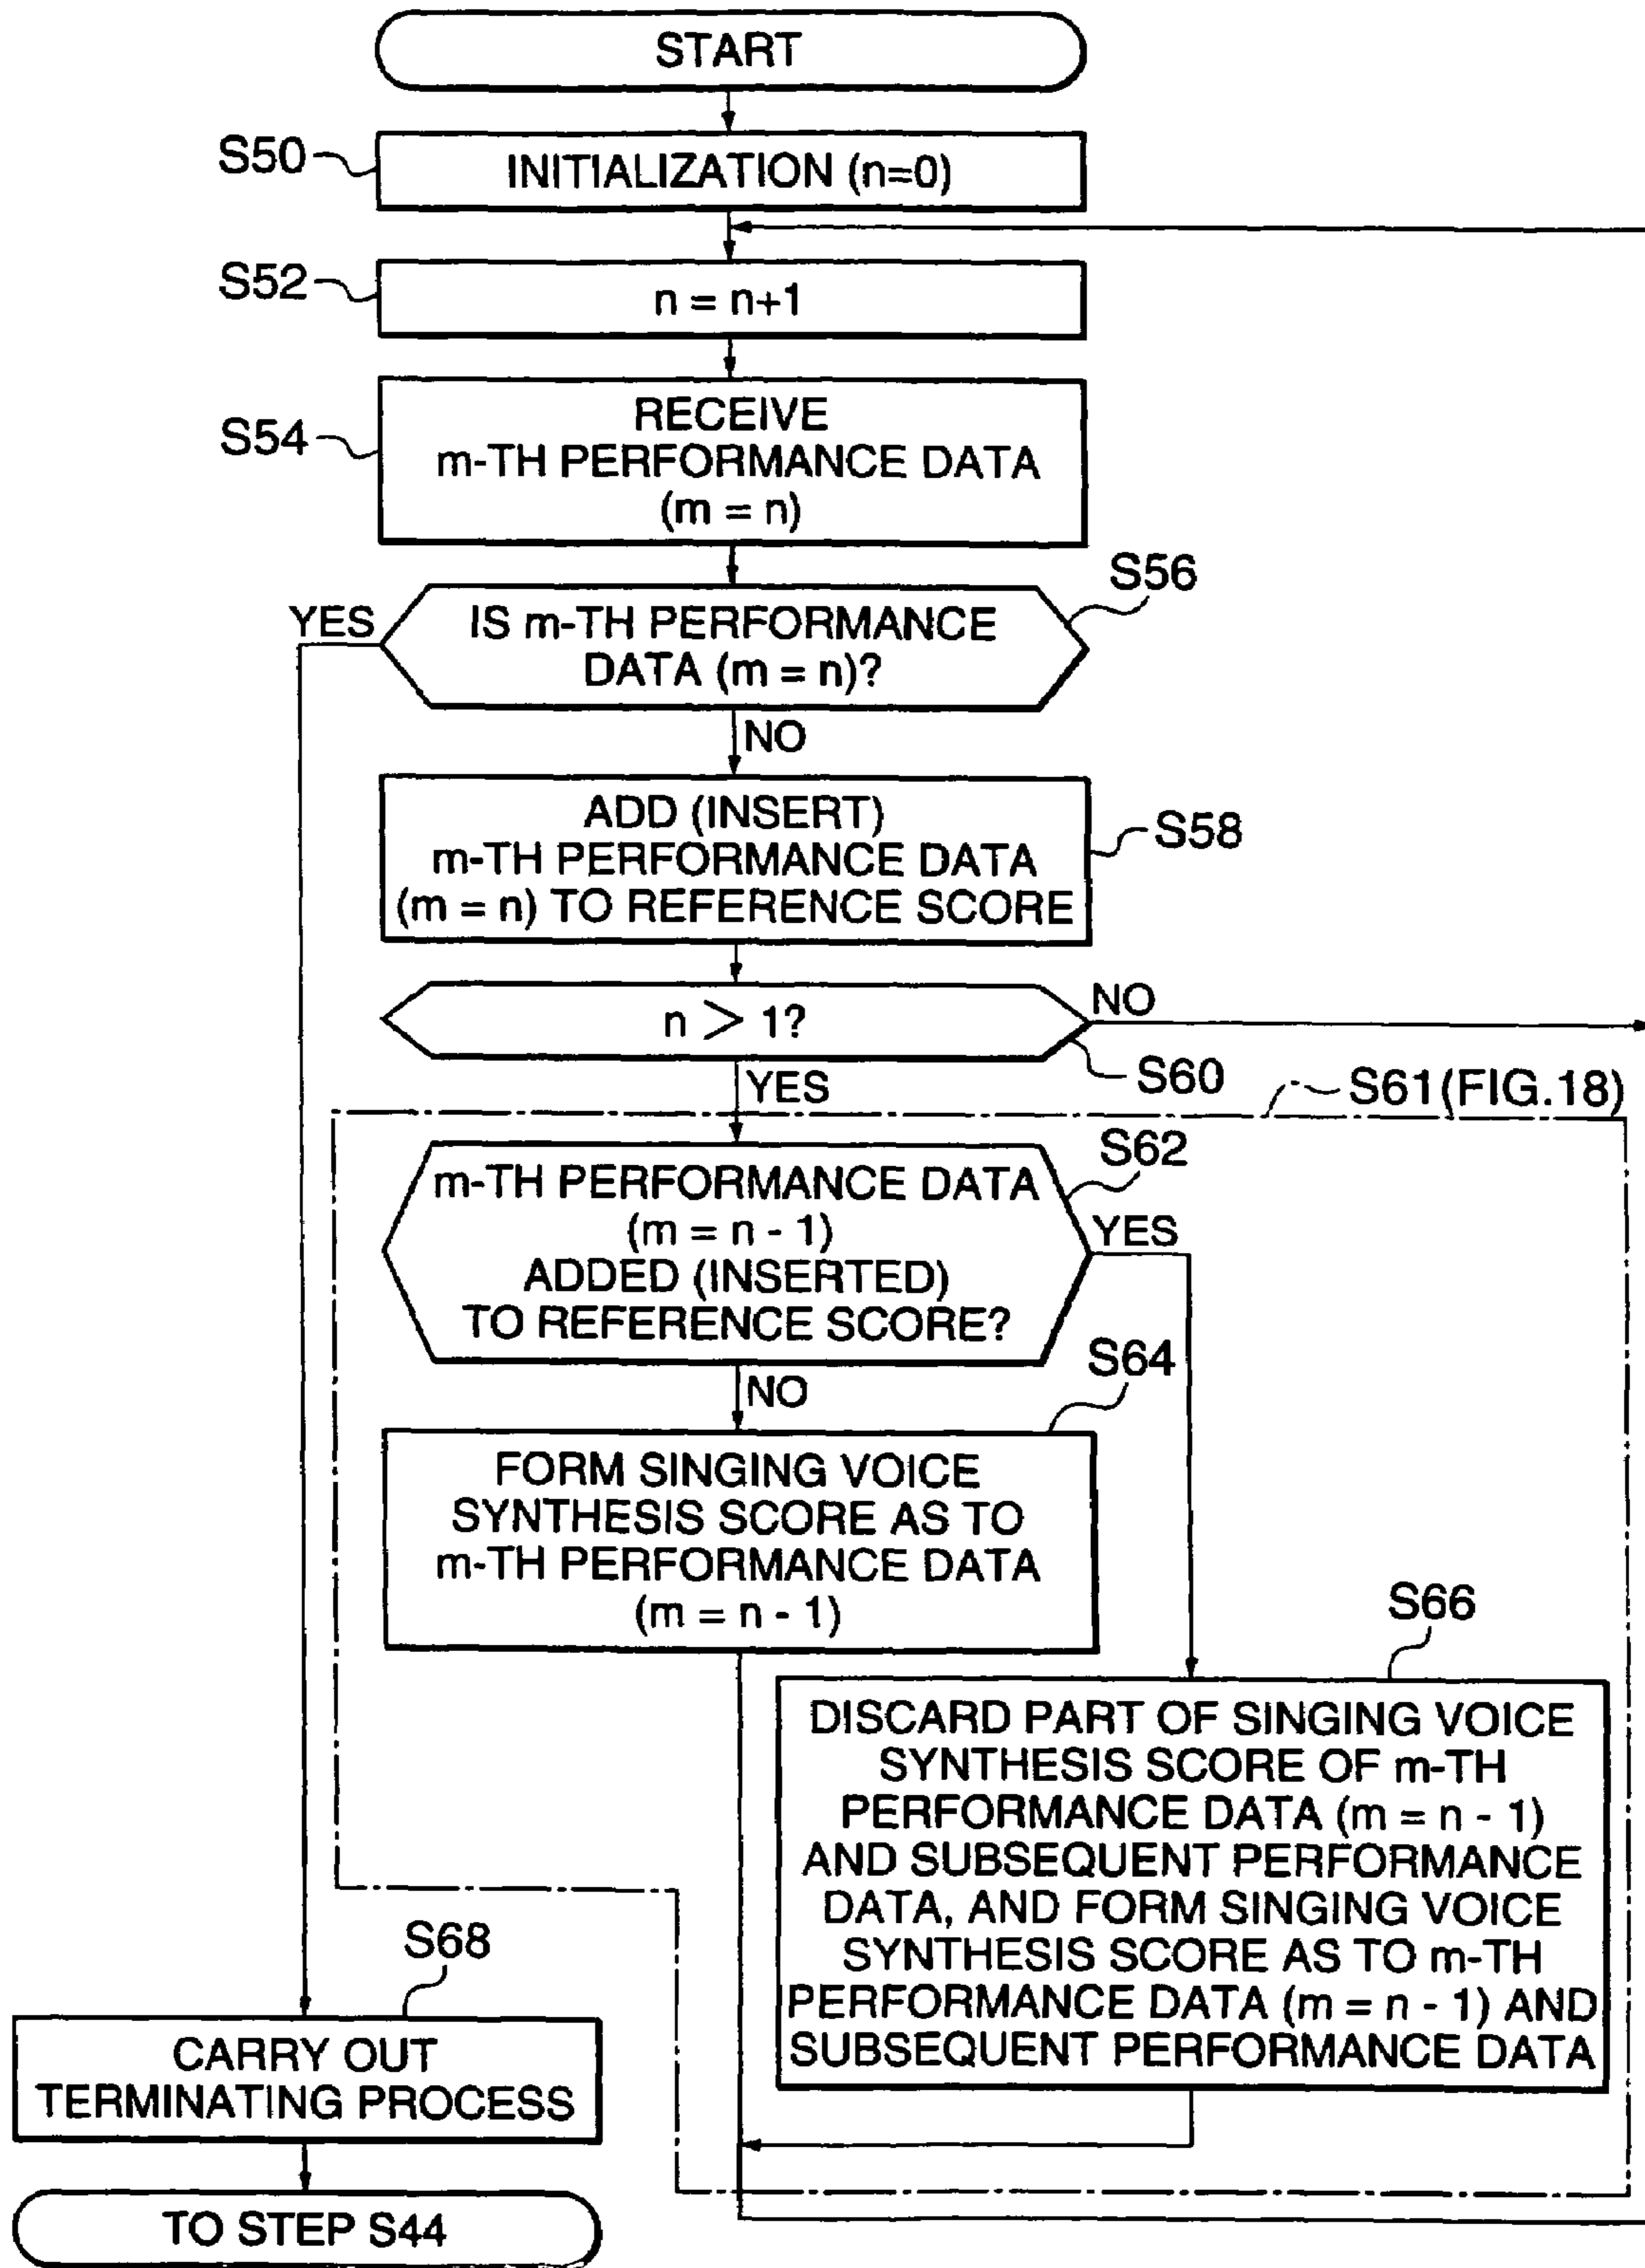 START
S50
INITIALIZATION (n=0)
S52
n = n+1
S54
RECEIVE
m-TH PERFORMANCE DATA
(m = n)
S56
YES
IS m-TH PERFORMANCE
DATA (m = n)?
NO
ADD (INSERT)
m-TH PERFORMANCE DATA
(m = n) TO REFERENCE SCORE
S58
n > 1?
NO
S60
YES
S61(FIG.18)
S62
m-TH PERFORMANCE DATA
(m = n - 1)
ADDED (INSERTED)
TO REFERENCE SCORE?
YES
NO
S64
FORM SINGING VOICE
SYNTHESIS SCORE AS TO
m-TH PERFORMANCE DATA
(m = n - 1)
S66
DISCARD PART OF SINGING VOICE
SYNTHESIS SCORE OF m-TH
PERFORMANCE DATA (m = n - 1)
AND SUBSEQUENT PERFORMANCE
DATA, AND FORM SINGING VOICE
SYNTHESIS SCORE AS TO m-TH
PERFORMANCE DATA (m = n - 1) AND
SUBSEQUENT PERFORMANCE DATA
S68
CARRY OUT
TERMINATING PROCESS
TO STEP S44